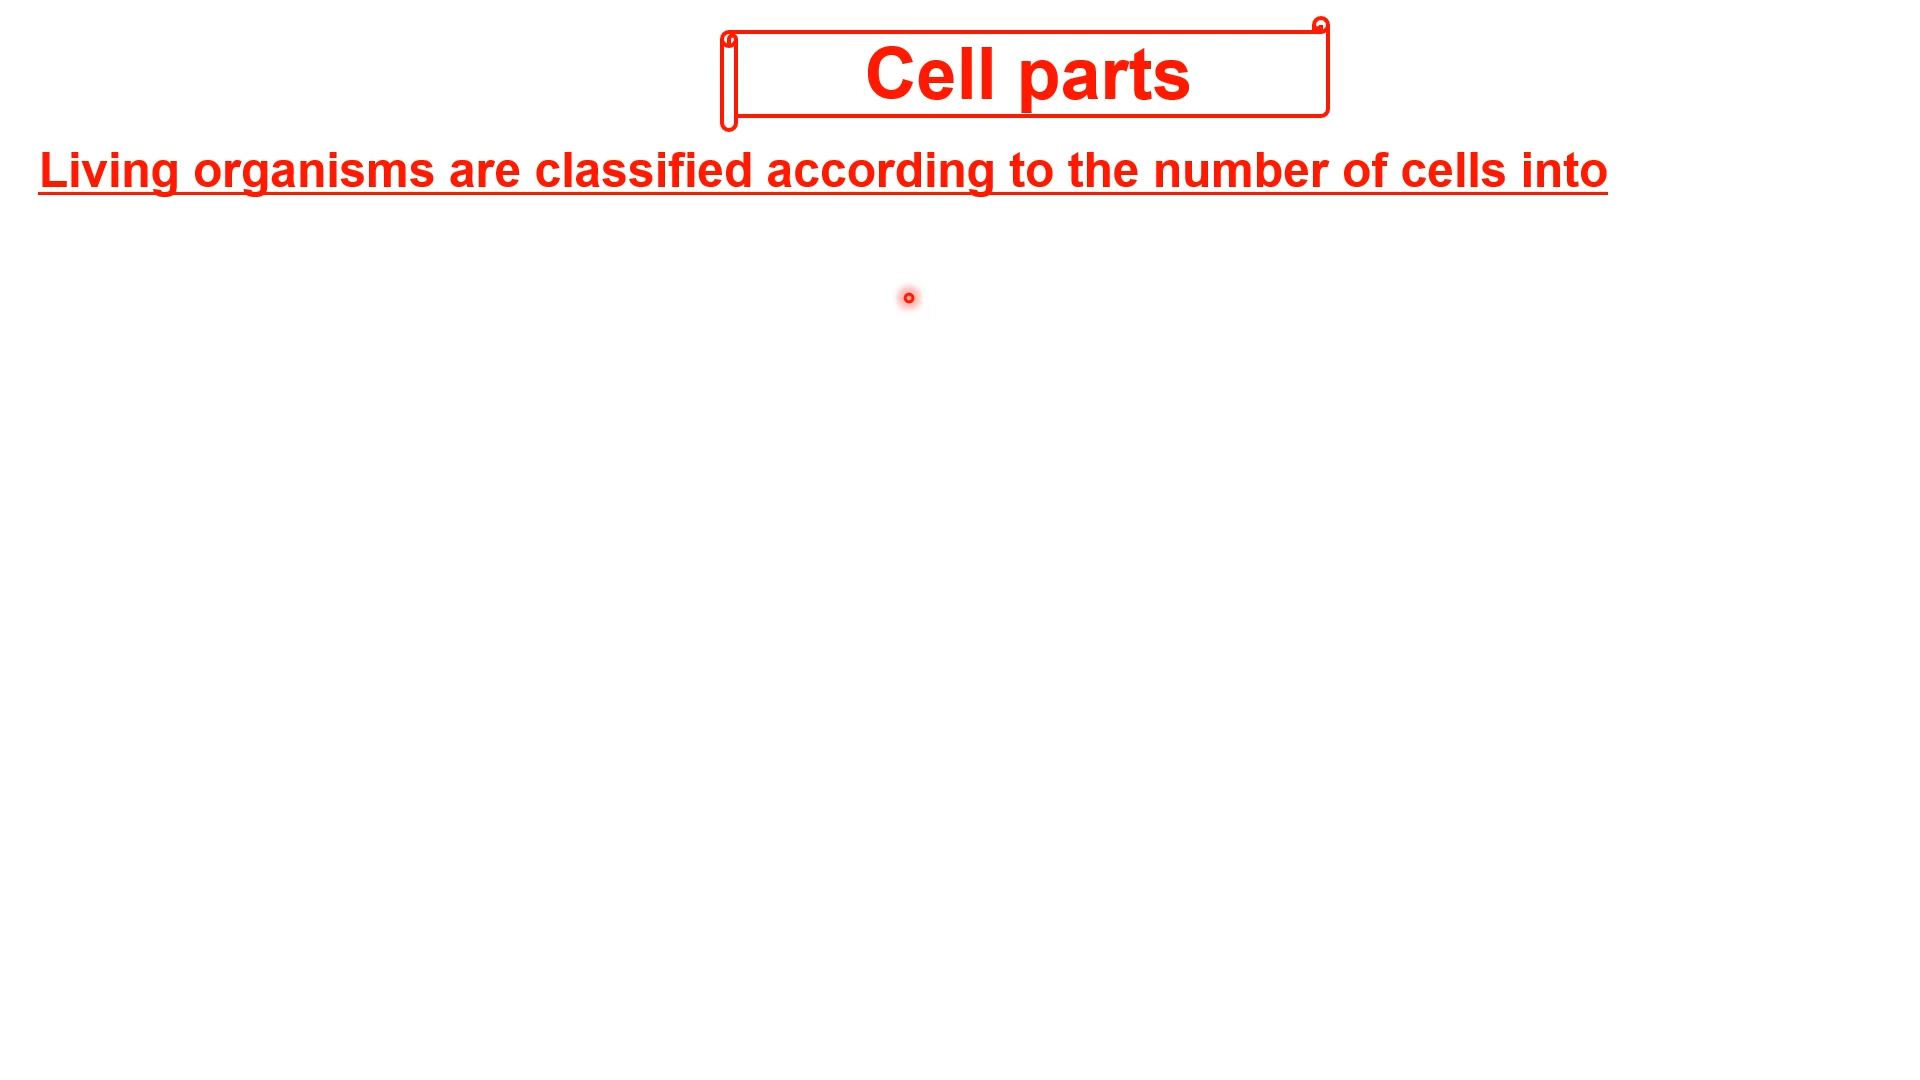 Cell parts
Living organisms are classified according to the number of cells into